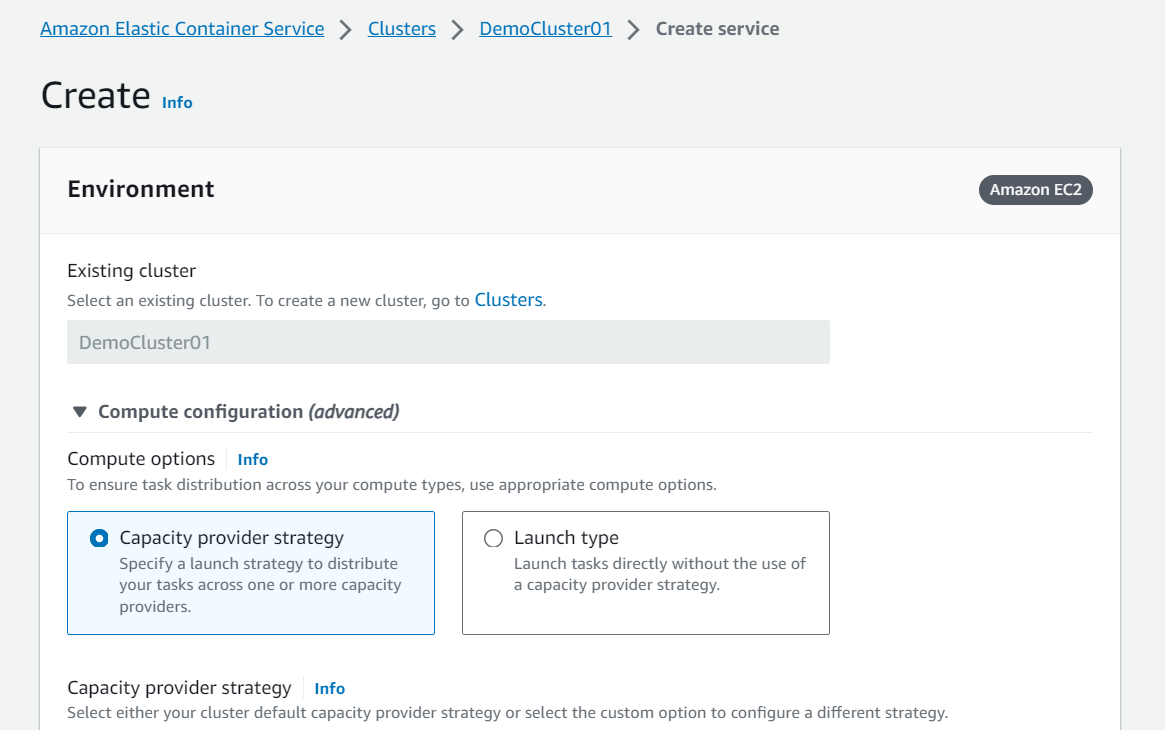 Amazon Elastic Container Service > Clusters > DemoCluster01 > Create service
Create Info
Environment
Amazon EC2
Existing cluster
Select an existing cluster. To create a new cluster, go to Clusters.
DemoCluster01
Compute configuration (advanced)
Compute options Info
To ensure task distribution across your compute types, use appropriate compute options.
Capacity provider strategy
Specify a launch strategy to distribute
your tasks across one or more capacity
providers.
Launch type
Launch tasks directly without the use of
a capacity provider strategy.
Capacity provider strategy Info
Select either your cluster default capacity provider strategy or select the custom option to configure a different strategy.